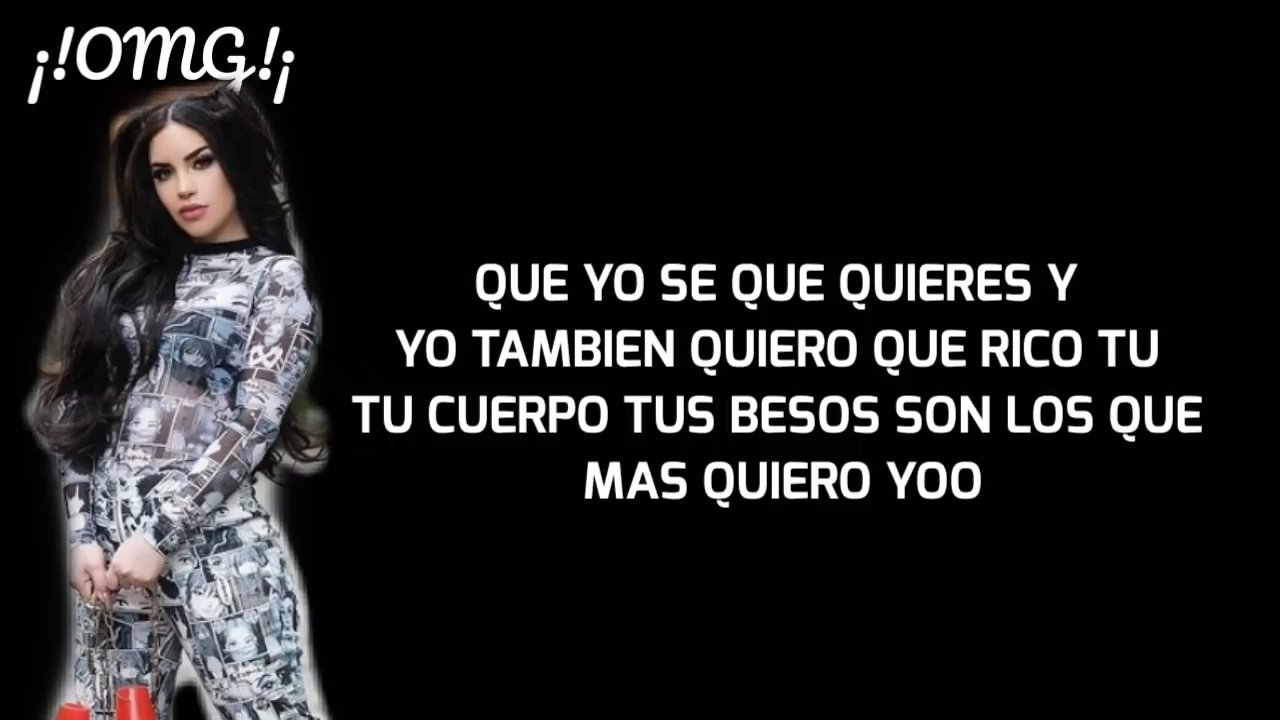 ¡!OMG!¡
QUE YO SE QUE QUIERES Y
YO TAMBIEN QUIERO QUE RICO TU
TU CUERPO TUS BESOS SON LOS QUE
MAS QUIERO YOO